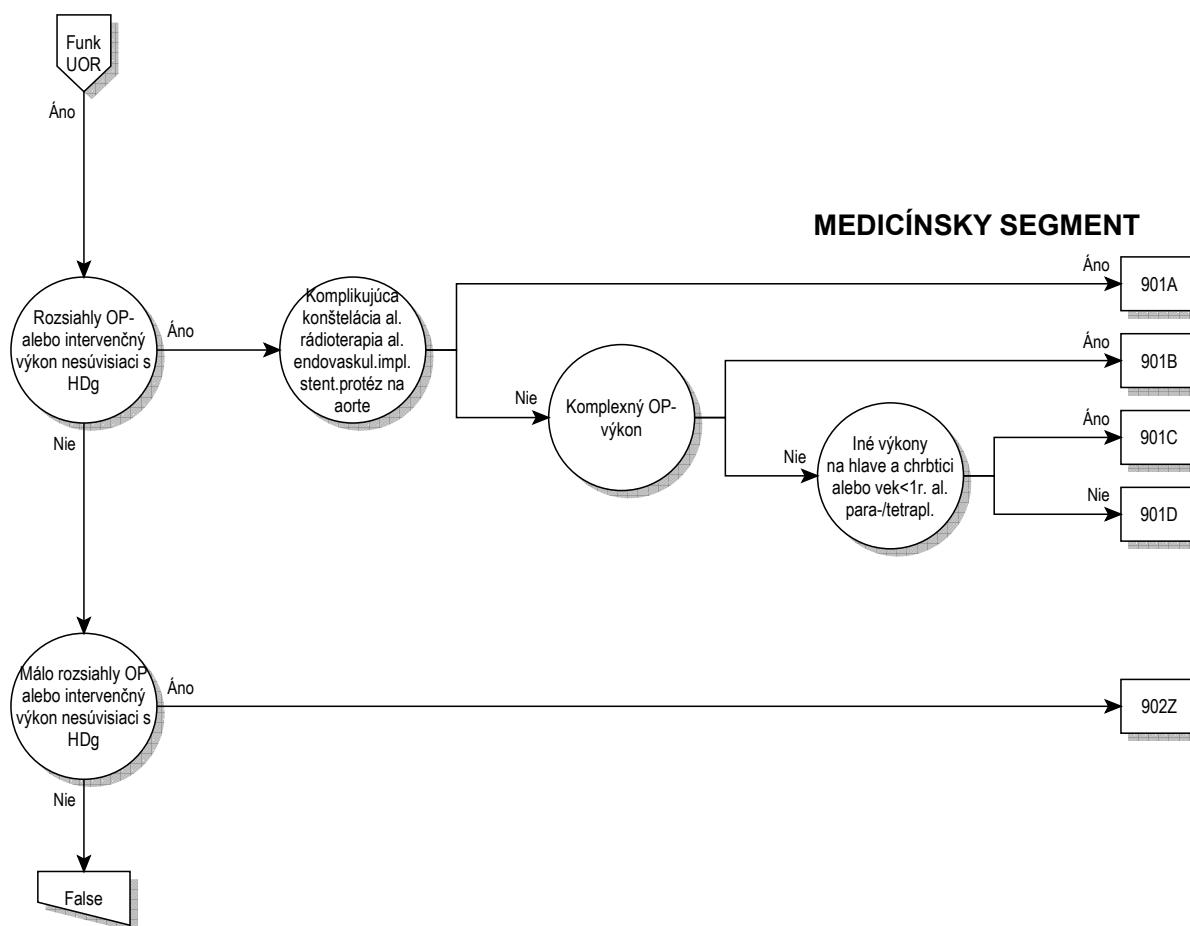 Funk
UOR
Áno
MEDICÍNSKY SEGMENT
Áno
901A
Rozsiahly OP-
alebo intervenčný
výkon nesúvisiaci s
HDg
Áno
Komplikujúca
konštelácia al.
rádioterapia al.
endovaskul.impl.
stent.protéz na
aorte
Nie
Komplexný OP-
výkon
Áno
901B
Nie
Iné výkony
na hlave a chrbtici
alebo vek<1r. al.
para-/tetrapl.
Áno
901C
Nie
901D
Nie
Málo rozsiahly OP
alebo intervenčný
výkon nesúvisiaci s
HDg
Áno
902Z
Nie
False